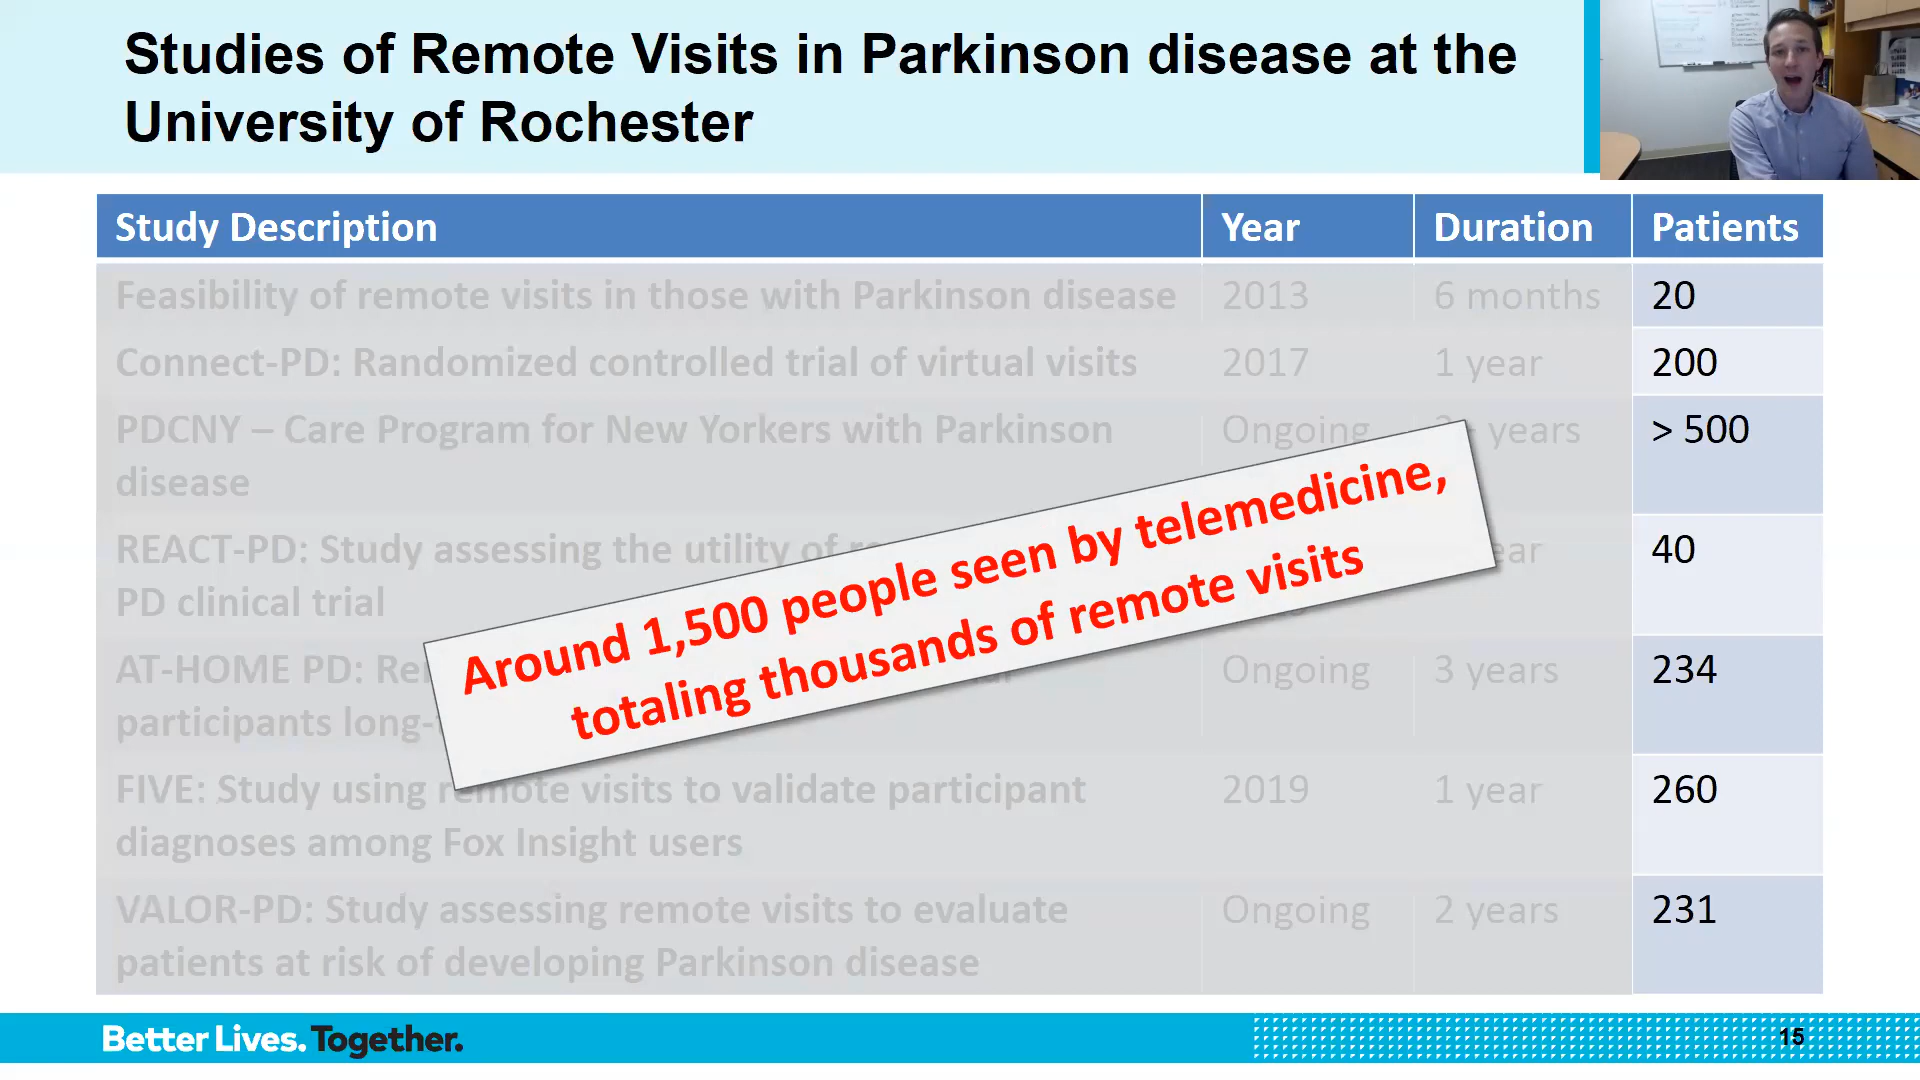 Studies of Remote Visits in Parkinson disease at the
University of Rochester
Study Description Year Duration Patients
Feasibility of remote visits in those with Parkinson disease 2013 6 months 20
Connect-PD: Randomized controlled trial of virtual visits 2017 1 year 200
PDCNY – Care Program for New Yorkers with Parkinson Ongoing years > 500
disease
REACT-PD: Study assessing the utility of 40
PD clinical trial
AT-HOME PD: Ongoing 3 years 234
participants
FIVE: Study using remote visits to validate participant 2019 1 year 260
diagnoses among Fox Insight users
VALOR-PD: Study assessing remote visits to evaluate Ongoing 2 years 231
patients at risk of developing Parkinson disease
Around 1,500 people seen by telemedicine,
totaling thousands of remote visits
Better Lives. Together.
15